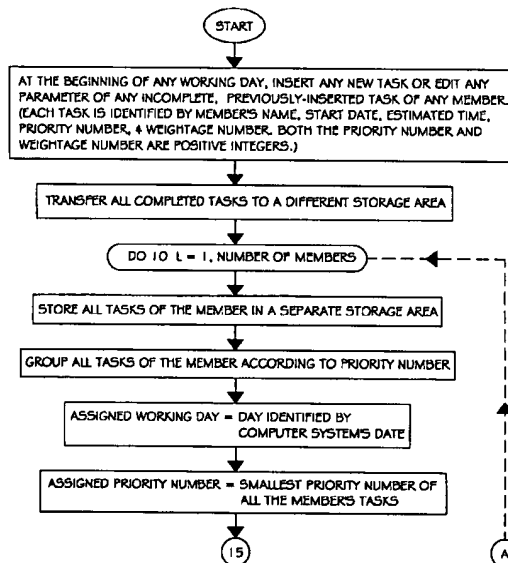 START
AT THE BEGINNING OF ANY WORKING DAY, INSERT ANY NEW TASK OR EDIT ANY
PARAMETER OF ANY INCOMPLETE, PREVIOUSLY-INSERTED TASK OF ANY MEMBER.
(EACH TASK IS IDENTIFIED BY MEMBER'S NAME, START DATE, ESTIMATED TIME,
PRIORITY NUMBER, & WEIGHTAGE NUMBER. BOTH THE PRIORITY NUMBER AND
WEIGHTAGE NUMBER ARE POSITIVE INTEGERS.)
TRANSFER ALL COMPLETED TASKS TO A DIFFERENT STORAGE AREA
DO 10 L = 1, NUMBER OF MEMBERS
STORE ALL TASKS OF THE MEMBER IN A SEPARATE STORAGE AREA
GROUP ALL TASKS OF THE MEMBER ACCORDING TO PRIORITY NUMBER
ASSIGNED WORKING DAY = DAY IDENTIFIED BY
COMPUTER SYSTEM'S DATE
ASSIGNED PRIORITY NUMBER = SMALLEST PRIORITY NUMBER OF
ALL THE MEMBER'S TASKS
15
A